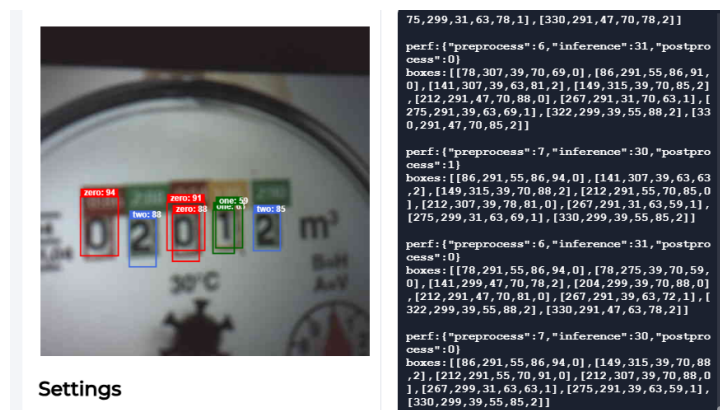 zero: 94
two: 88
zero: 91
zero: 88
one: 59
two: 85
0 2 0 1 2 m³
30°C
B-H
A-V
Settings
75,299,31,63,78,1],[330,291,47,70,78,2]]
perf:{"preprocess":6,"inference":31,"postpro
cess":0}
boxes:[[78,307,39,70,69,0],[86,291,55,86,91,
0],[141,307,39,63,81,2],[149,315,39,70,85,2]
,[212,291,47,70,88,0],[267,291,31,70,63,1],[
275,291,39,63,69,1],[322,299,39,55,88,2],[33
0,291,47,70,85,2]]
perf:{"preprocess":7,"inference":30,"postpro
cess":1}
boxes:[[86,291,55,86,94,0],[141,307,39,63,63
,2],[149,315,39,70,88,2],[212,291,55,70,85,0
],[212,307,39,78,81,0],[267,291,31,63,59,1],
[275,299,31,63,69,1],[330,299,39,55,85,2]]
perf:{"preprocess":6,"inference":31,"postpro
cess":0}
boxes:[[78,291,55,86,94,0],[78,275,39,70,59,
0],[141,299,47,70,78,2],[204,299,39,70,88,0]
,[212,291,47,70,81,0],[267,291,39,63,72,1],[
322,299,39,55,88,2],[330,291,47,63,78,2]]
perf:{"preprocess":7,"inference":30,"postpro
cess":0}
boxes:[[86,291,55,86,94,0],[149,315,39,70,88
,2],[212,291,55,70,91,0],[212,307,39,70,88,0
],[267,299,31,63,63,1],[275,291,39,63,59,1],
[330,299,39,55,85,2]]